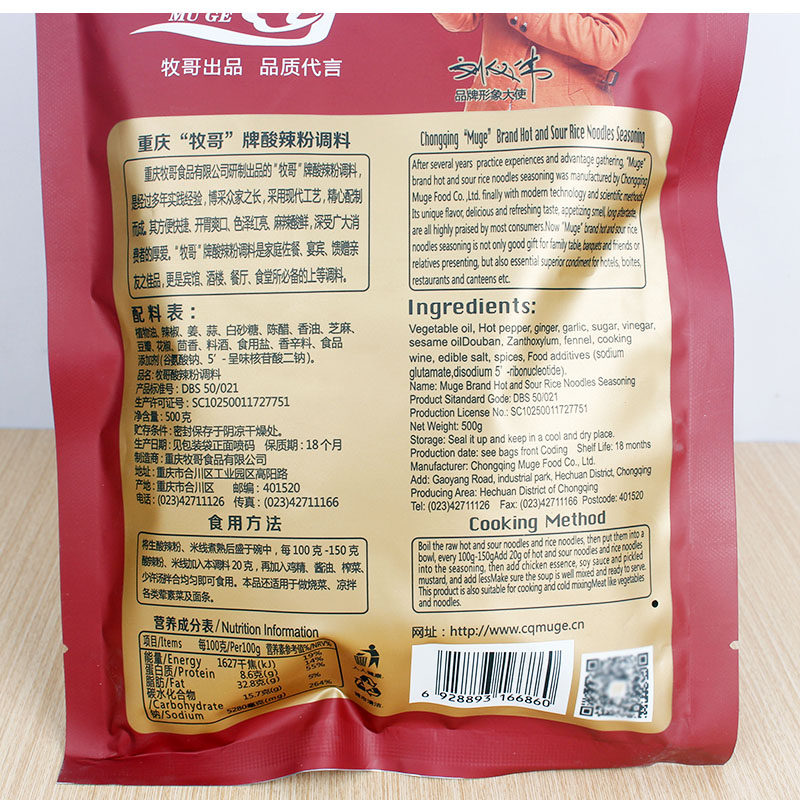 MU GE
牧哥出品 品质代言
品牌形象大使
重庆“牧哥”牌酸辣粉调料
重庆牧哥食品有限公司研制出品的“牧哥”牌酸辣粉调料,
是经过多年实践经验,博采众家之长,采用现代工艺,精心配制
而成。其方便快捷、开胃爽口、色泽红亮、麻辣酸鲜,深受广大消
费者的厚爱。“牧哥”牌酸辣粉调料是家庭佐餐、宴宾、馈赠亲
友之佳品,更是宾馆、酒楼、餐厅、食堂所必备的上等调料。
配料表:
植物油、辣椒、姜、蒜、白砂糖、陈醋、香油、芝麻、
豆瓣、花椒、茴香、料酒、食用盐、香辛料、食品
添加剂(谷氨酸钠、5’-呈味核苷酸二钠)。
品名:牧哥酸辣粉调料
产品标准号:DBS 50/021
生产许可证号:SC10250011727751
净含量:500克
贮存条件:密封保存于阴凉干燥处。
生产日期:见包装袋正面喷码 保质期:18个月
制造商:重庆牧哥食品有限公司
地址:重庆市合川区工业园区高阳路
产地:重庆市合川区 邮编:401520
电话:(023)42711126 传真:(023)42711166
食用方法
将生酸辣粉、米线煮熟后盛于碗中,每100克-150克
酸辣粉、米线加入本调料20克,再加入鸡精、酱油、榨菜、
少许汤拌合均匀即可食用。本品还适用于做烧菜、凉拌
各类荤素菜及面条。
营养成分表/Nutrition Information
项目/Items 每100克/Per100g 营养素参考值%/NRV%
能量/Energy 1627千焦(kJ) 19%
蛋白质/Protein 8.6克(g) 14%
脂肪/Fat 32.8克(g) 55%
碳水化合物
/Carbohydrate 15.7克(g) 5%
钠/Sodium 5280毫克(mg) 264%
Chongqing “Muge” Brand Hot and Sour Rice Noodles Seasoning
After several years practice experiences and advantage gathering, “Muge”
brand hot and sour rice noodles seasoning was manufactured by Chongqing
Muge Food Co.,Ltd. finally with modern technology and scientific methods.
Its unique flavor, delicious and refreshing taste, appetizing smell, long aftertaste,
are all highly praised by most consumers.Now “Muge” brand hot and sour rice
noodles seasoning is not only good gift for family table, banquets and friends or
relatives presenting, but also essential superior condiment for hotels, boites,
restaurants and canteens etc.
Ingredients:
Vegetable oil, Hot pepper, ginger, garlic, sugar, vinegar,
sesame oilDouban, Zanthoxylum, fennel, cooking
wine, edible salt, spices, Food additives (sodium
glutamate,disodium 5’-ribonucleotide).
Name: Muge Brand Hot and Sour Rice Noodles Seasoning
Product Sitandard Gode: DBS 50/021
Production License No.: SC10250011727751
Net Weight: 500g
Storage: Seal it up and keep in a cool and dry place.
Production date: see bags front Coding Shelf Life: 18 months
Manufacturer: Chongqing Muge Food Co., Ltd.
Add: Gaoyang Road, industrial park, Hechuan District, Chongqing
Producing Area: Hechuan District of Chongqing
Tel: (023)42711126 Fax: (023)42711166 Postcode: 401520
Cooking Method
Boil the raw hot and sour noodles and rice noodles, then put them into a
bowl, every 100g-150gAdd 20g of hot and sour noodles and rice noodles
into the seasoning, then add chicken essence, soy sauce and pickled
mustard, and add lessMake sure the soup is well mixed and ready to serve.
This product is also suitable for cooking and cold mixingMeat like vegetables
and noodles.
网址:http://www.cqmuge.cn
6 928893 166860